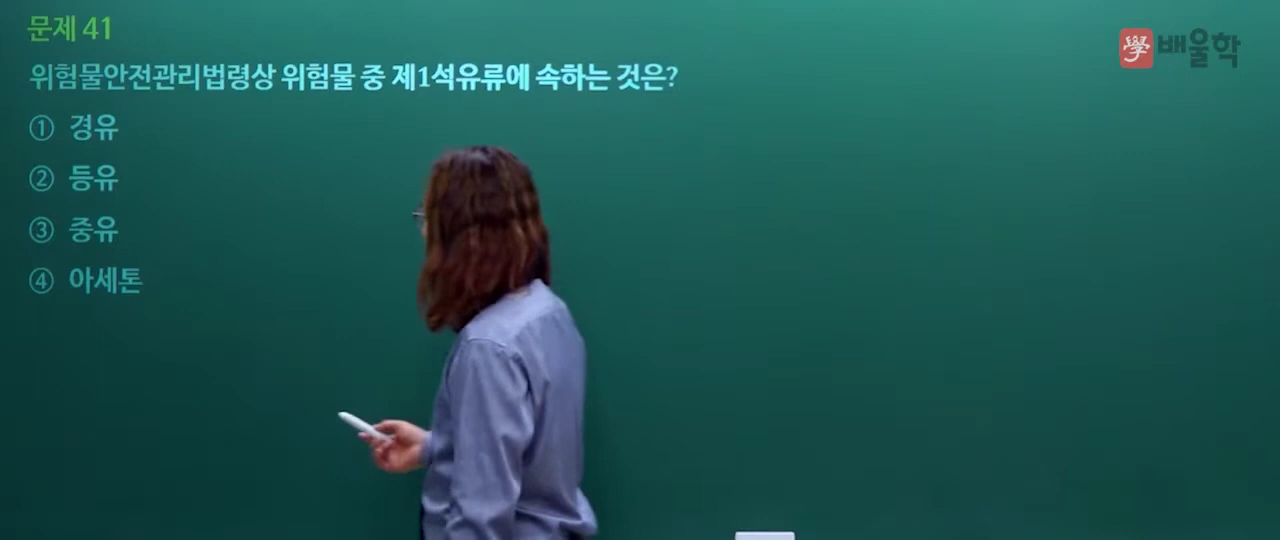 문제 41
學 배울학
위험물안전관리법령상 위험물 중 제1석유류에 속하는 것은?
① 경유
② 등유
③ 중유
④ 아세톤